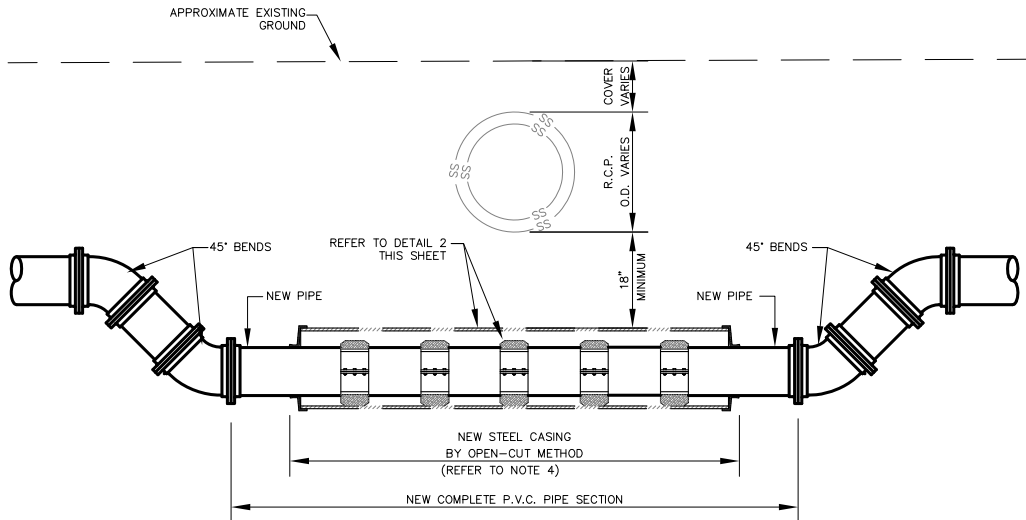 APPROXIMATE EXISTING
GROUND
COVER
VARIES
SS
SS
SS
SS
SS
SS
R.C.P.
O.D. VARIES
45° BENDS
REFER TO DETAIL 2
THIS SHEET
18"
MINIMUM
45° BENDS
NEW PIPE
NEW PIPE
NEW STEEL CASING
BY OPEN-CUT METHOD
(REFER TO NOTE 4)
NEW COMPLETE P.V.C. PIPE SECTION